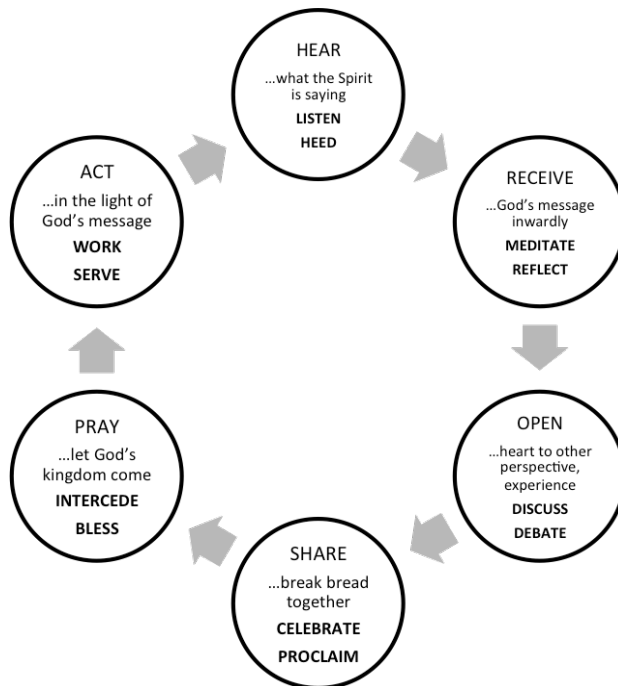 HEAR
...what the Spirit
is saying
LISTEN
HEED
RECEIVE
...God's message
inwardly
MEDITATE
REFLECT
OPEN
...heart to other
perspective,
experience
DISCUSS
DEBATE
SHARE
...break bread
together
CELEBRATE
PROCLAIM
PRAY
...let God's
kingdom come
INTERCEDE
BLESS
ACT
...in the light of
God's message
WORK
SERVE